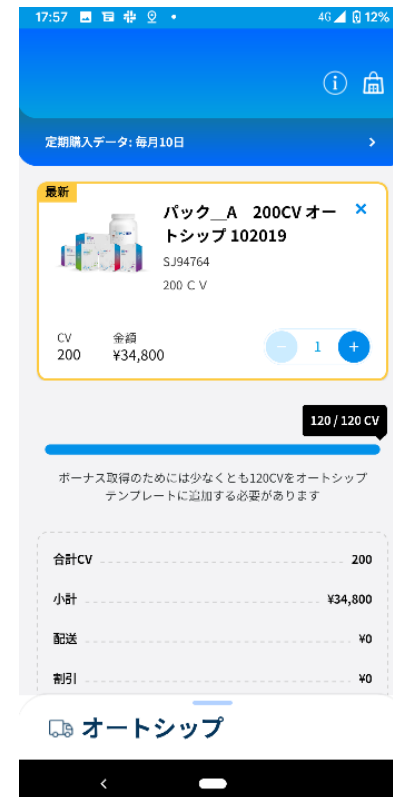 17:57
4G 12%
定期購入データ: 毎月10日
最新
パック__A　200CV オー
トシップ 102019
SJ94764
200 C V
CV 金額
200 ¥34,800
1
120 / 120 CV
ボーナス取得のためには少なくとも120CVをオートシップ
テンプレートに追加する必要があります
合計CV 200
小計 ¥34,800
配送 ¥0
割引 ¥0
オートシップ